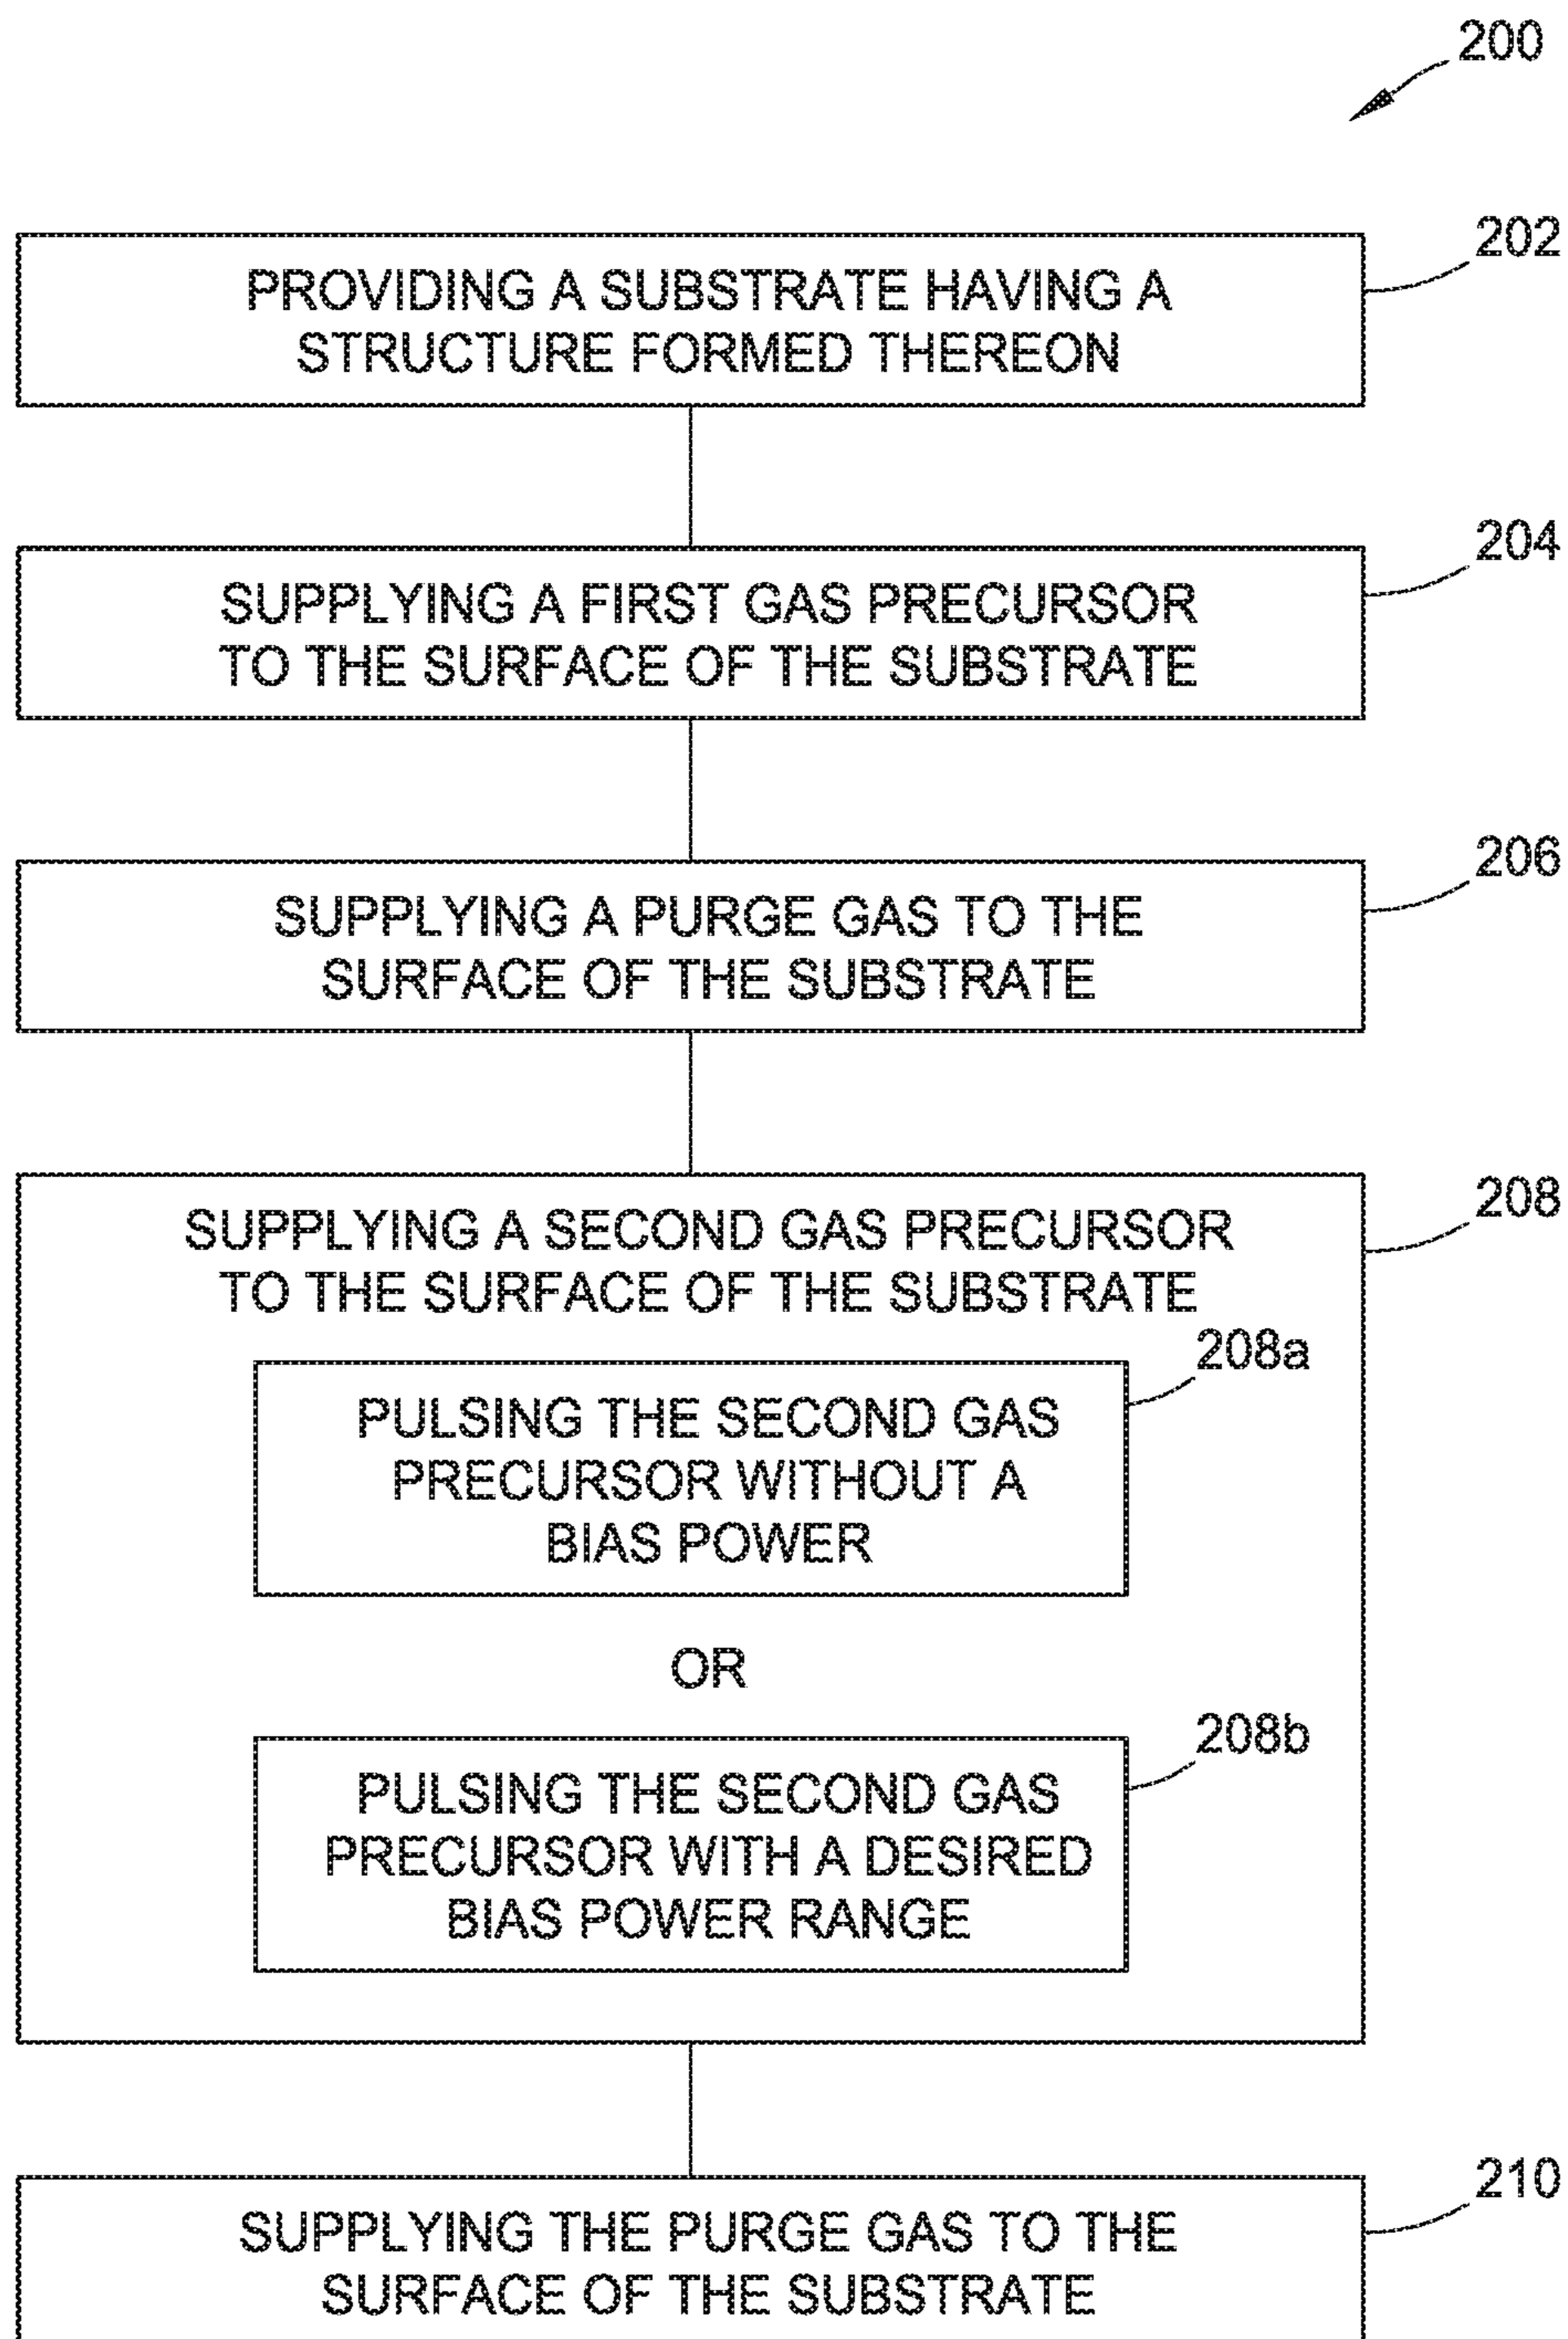 200
202
PROVIDING A SUBSTRATE HAVING A
STRUCTURE FORMED THEREON
204
SUPPLYING A FIRST GAS PRECURSOR
TO THE SURFACE OF THE SUBSTRATE
206
SUPPLYING A PURGE GAS TO THE
SURFACE OF THE SUBSTRATE
208
SUPPLYING A SECOND GAS PRECURSOR
TO THE SURFACE OF THE SUBSTRATE
208a
PULSING THE SECOND GAS
PRECURSOR WITHOUT A
BIAS POWER
OR
208b
PULSING THE SECOND GAS
PRECURSOR WITH A DESIRED
BIAS POWER RANGE
210
SUPPLYING THE PURGE GAS TO THE
SURFACE OF THE SUBSTRATE